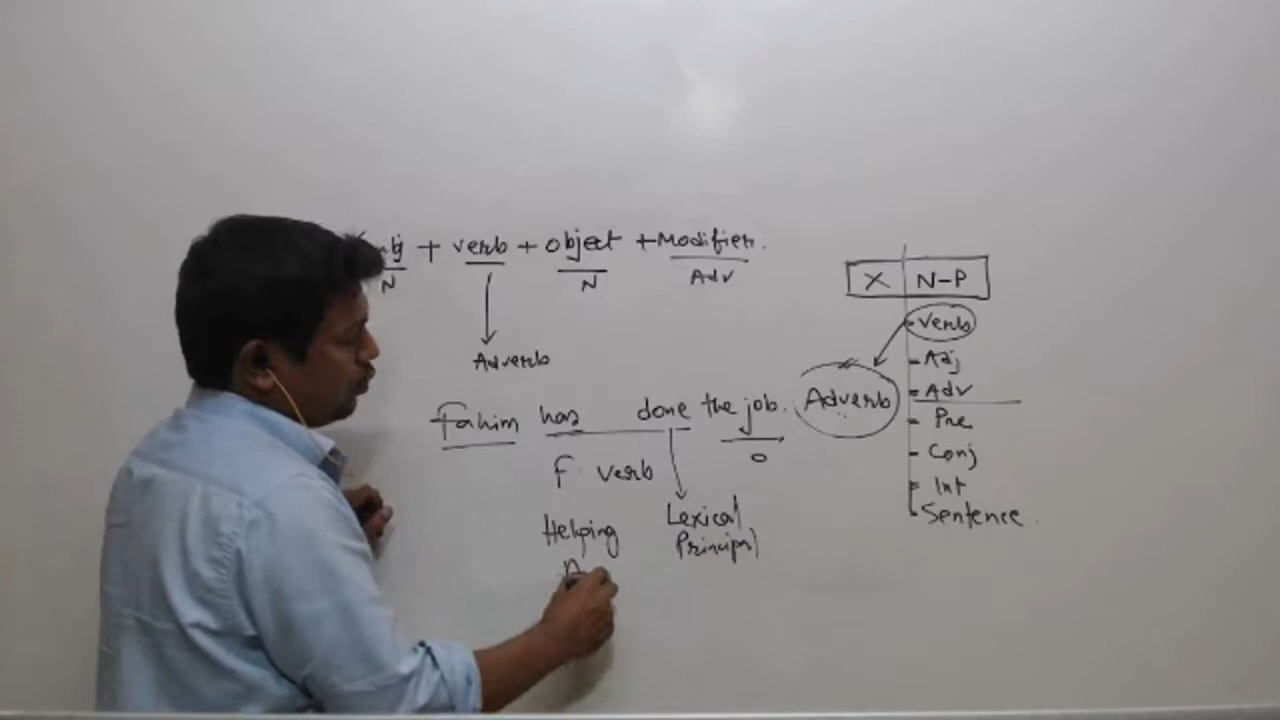 + verb + object + Modifier.
N N Adv
Adverb
X N-P
Verb
Adj
Adv
Pre
Conj
Int
Sentence.
Adverb
Fahim has done the job.
F verb O
Helping Lexical
Principal